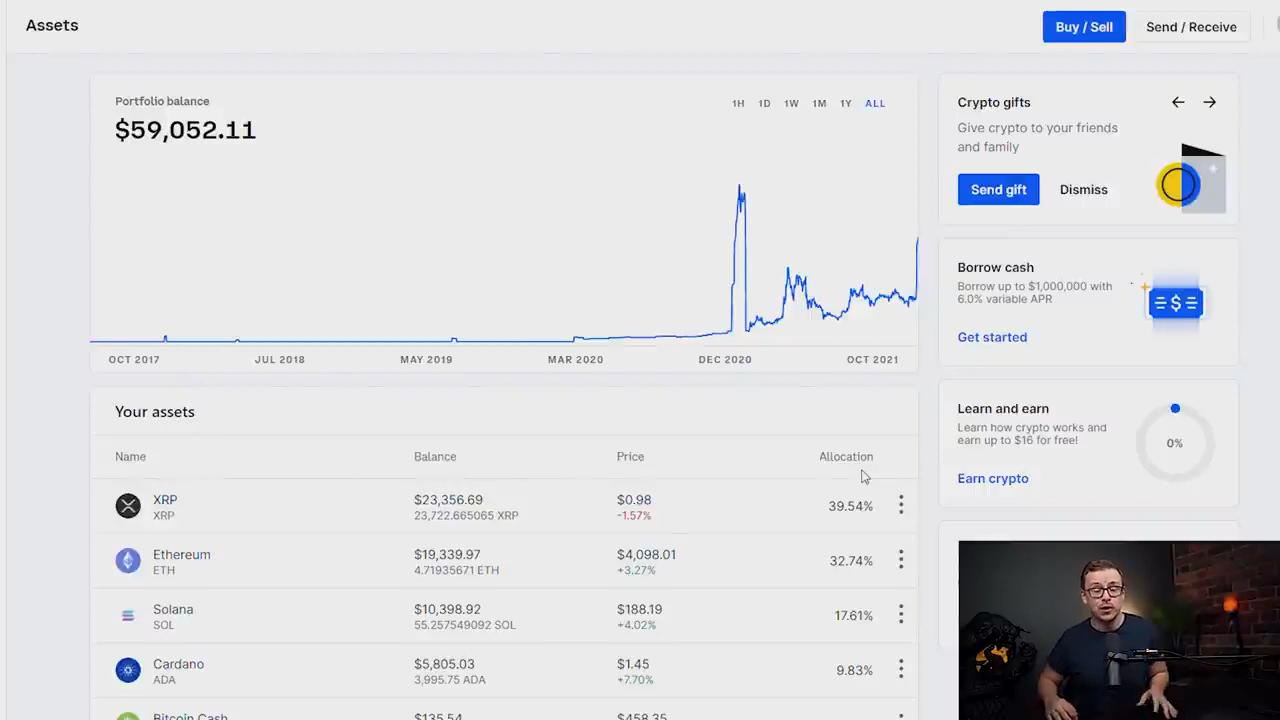 Assets
Buy / Sell
Send / Receive
Portfolio balance
$59,052.11
1H 1D 1W 1M 1Y ALL
OCT 2017 JUL 2018 MAY 2019 MAR 2020 DEC 2020 OCT 2021
Crypto gifts
Give crypto to your friends
and family
Send gift
Dismiss
Borrow cash
Borrow up to $1,000,000 with
6.0% variable APR
Get started
Learn and earn
Learn how crypto works and
earn up to $16 for free!
0%
Earn crypto
Your assets
Name Balance Price Allocation
XRP $23,356.69 $0.98
XRP 23,722.665065 XRP -1.57% 39.54%
Ethereum $19,339.97 $4,098.01
ETH 4.71935671 ETH +3.27% 32.74%
Solana $10,398.92 $188.19
SOL 55.257549092 SOL +4.02% 17.61%
Cardano $5,805.03 $1.45
ADA 3,995.75 ADA +7.70% 9.83%
Bitcoin Cash $135.54 $458.35